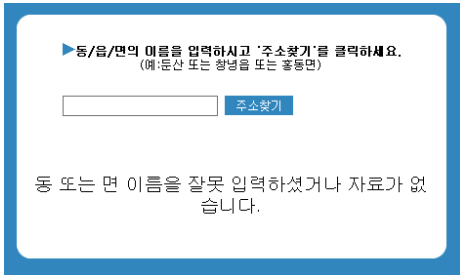 ▶동/읍/면의 이름을 입력하시고 '주소찾기'를 클릭하세요.
(예:둔산 또는 창녕읍 또는 홍동면)
주소찾기
동 또는 면 이름을 잘못 입력하셨거나 자료가 없
습니다.